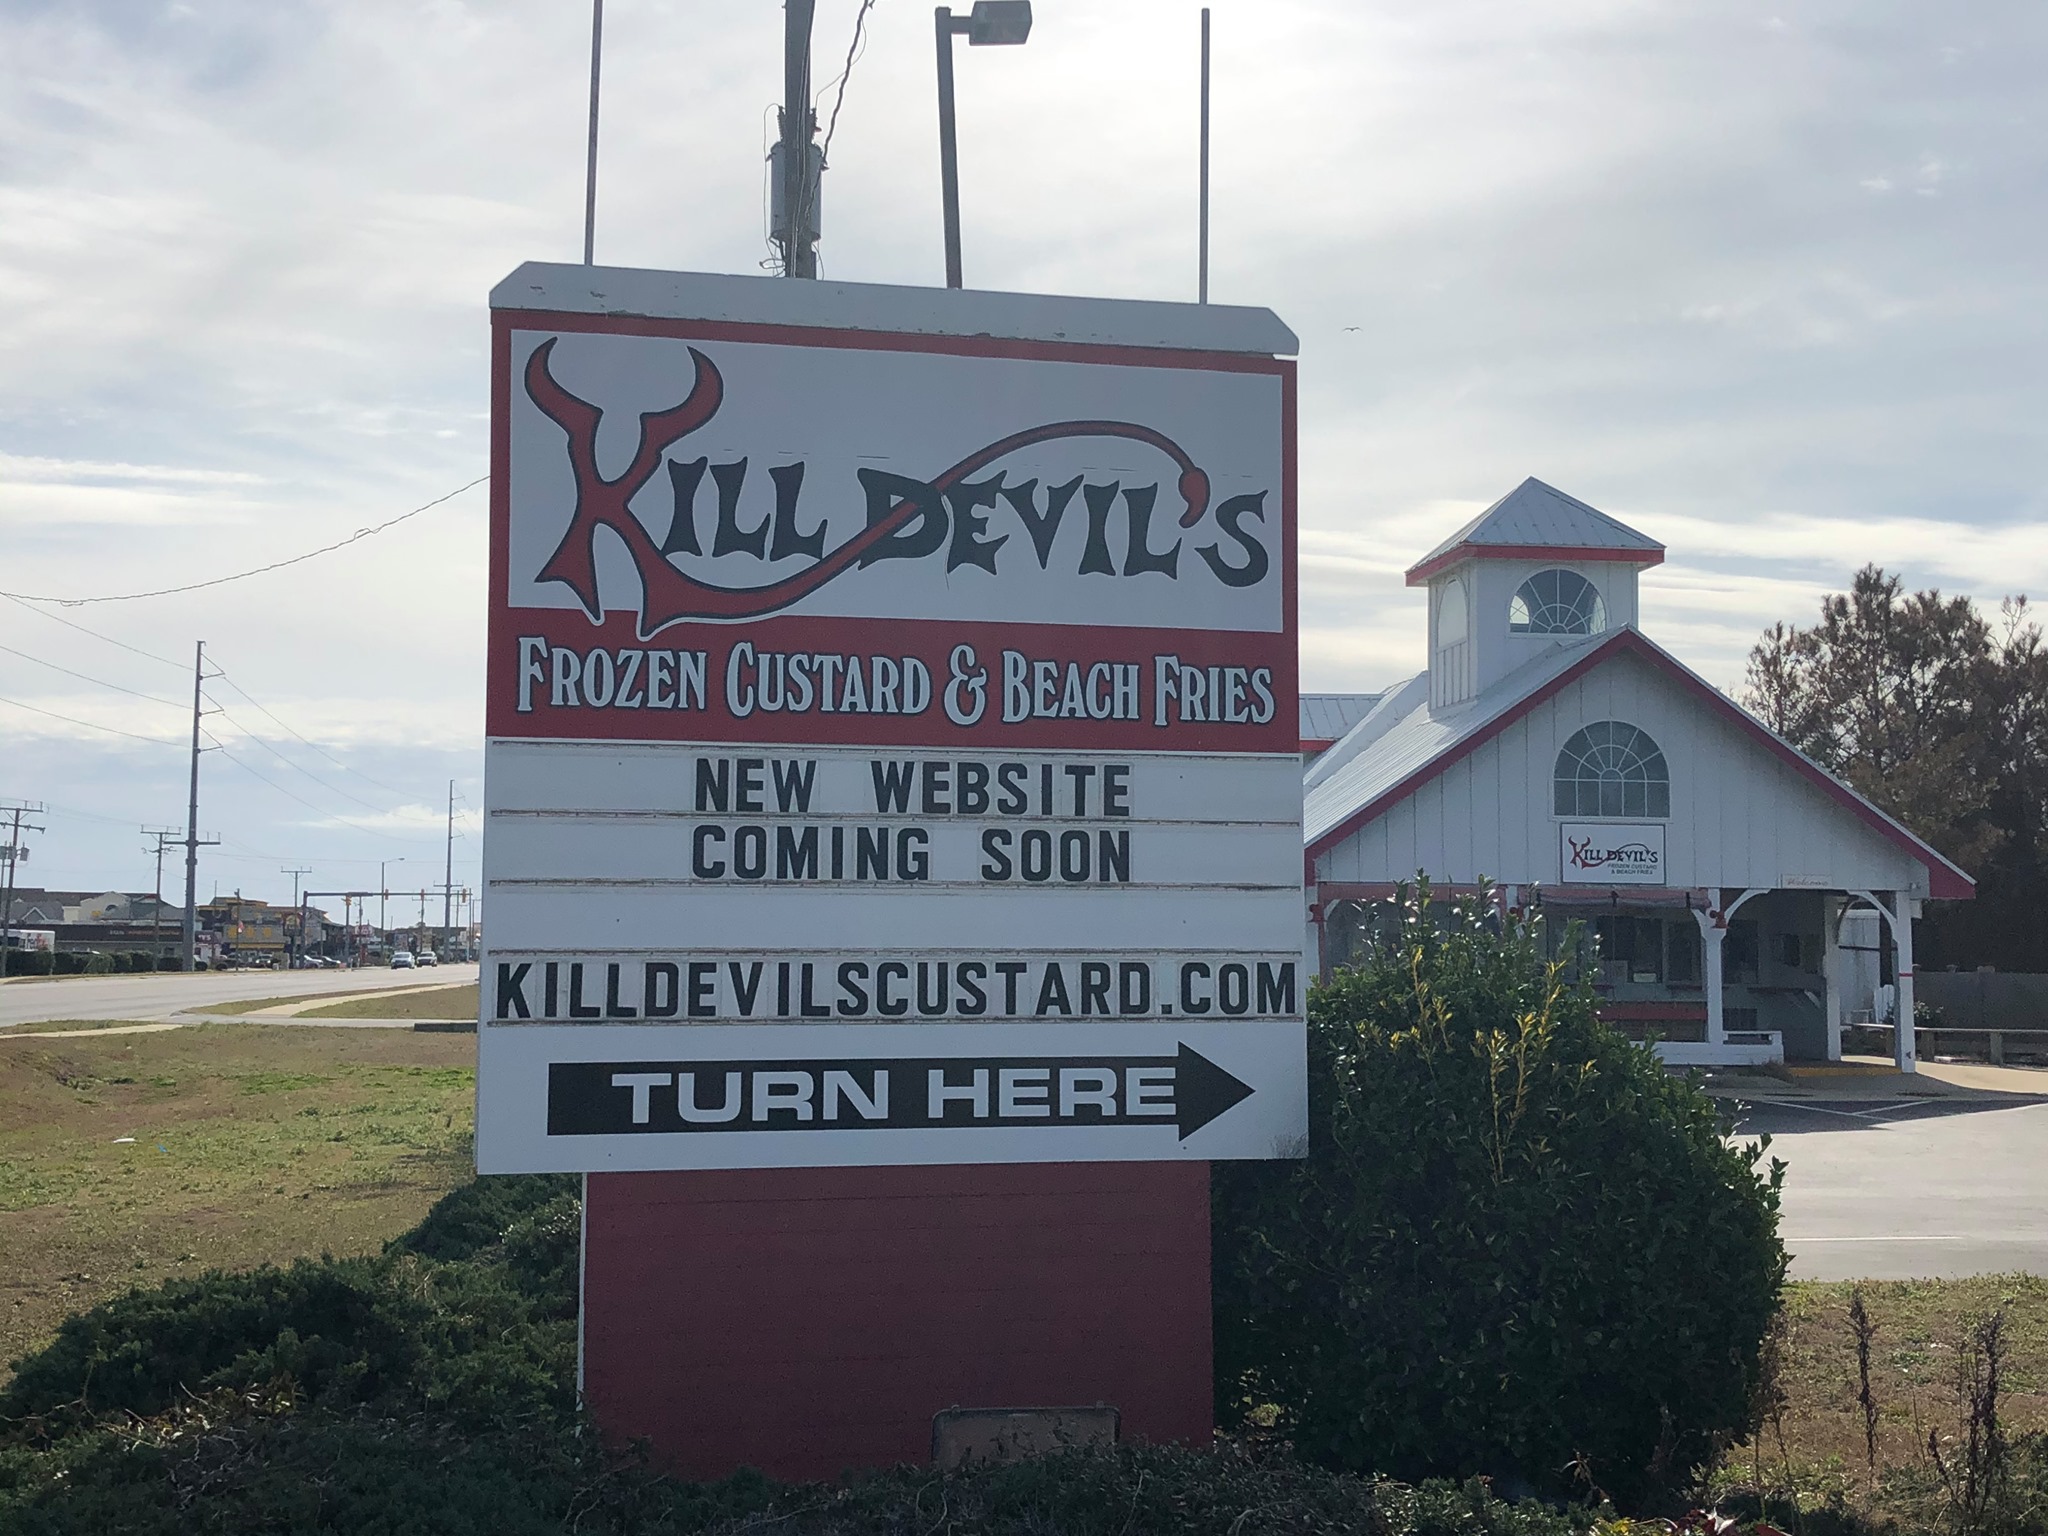 KILL DEVIL'S
FROZEN CUSTARD & BEACH FRIES
NEW WEBSITE
COMING SOON
KILLDEVILSCUSTARD.COM
TURN HERE
KILL DEVIL'S
FROZEN CUSTARD
& BEACH FRIES
Welcome